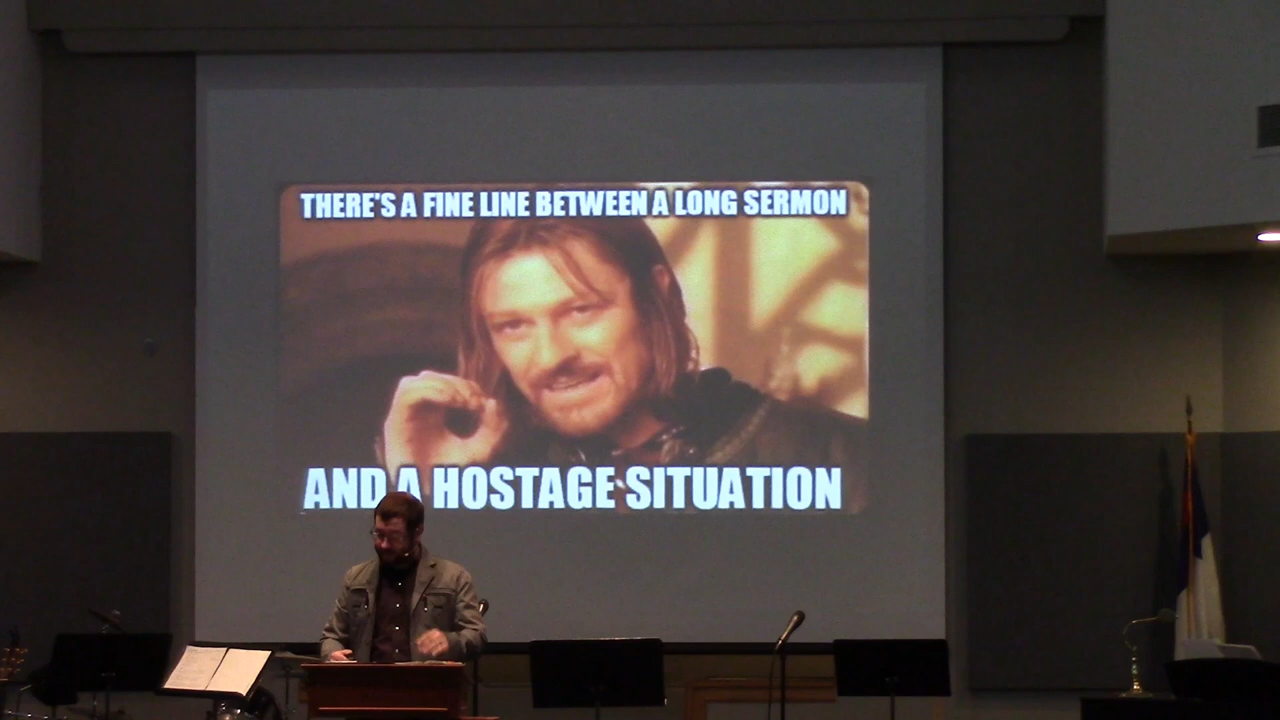 THERE'S A FINE LINE BETWEEN A LONG SERMON
AND A HOSTAGE SITUATION